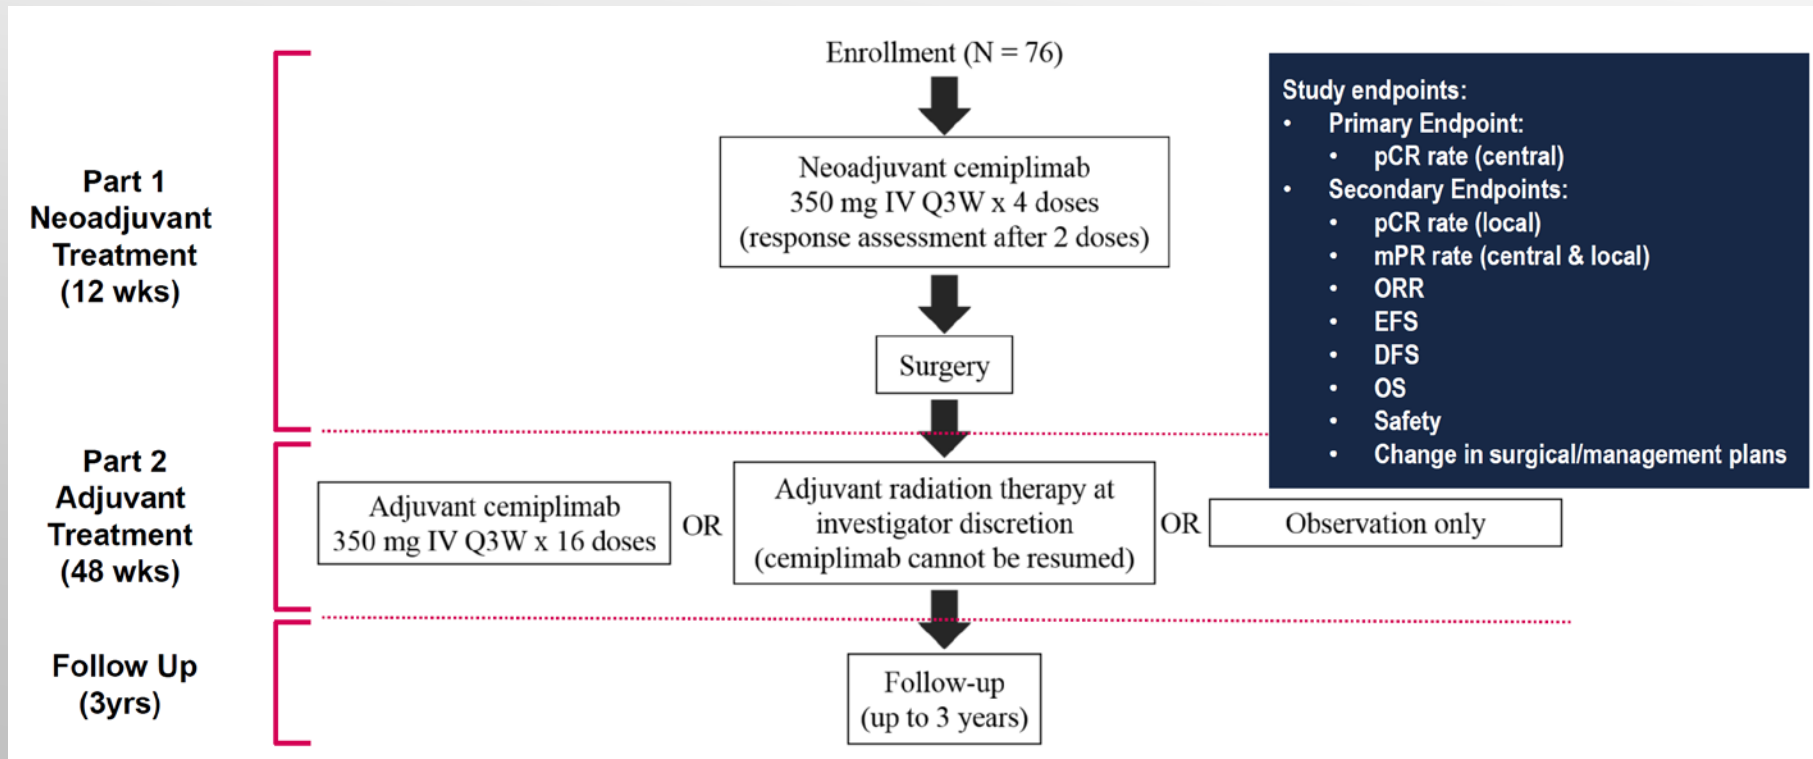 Enrollment (N = 76)
Part 1
Neoadjuvant
Treatment
(12 wks)
Neoadjuvant cemiplimab
350 mg IV Q3W x 4 doses
(response assessment after 2 doses)
Surgery
Study endpoints:
• Primary Endpoint:
• pCR rate (central)
• Secondary Endpoints:
• pCR rate (local)
• mPR rate (central & local)
• ORR
• EFS
• DFS
• OS
• Safety
• Change in surgical/management plans
Part 2
Adjuvant
Treatment
(48 wks)
Adjuvant cemiplimab
350 mg IV Q3W x 16 doses
OR
Adjuvant radiation therapy at
investigator discretion
(cemiplimab cannot be resumed)
OR
Observation only
Follow Up
(3yrs)
Follow-up
(up to 3 years)